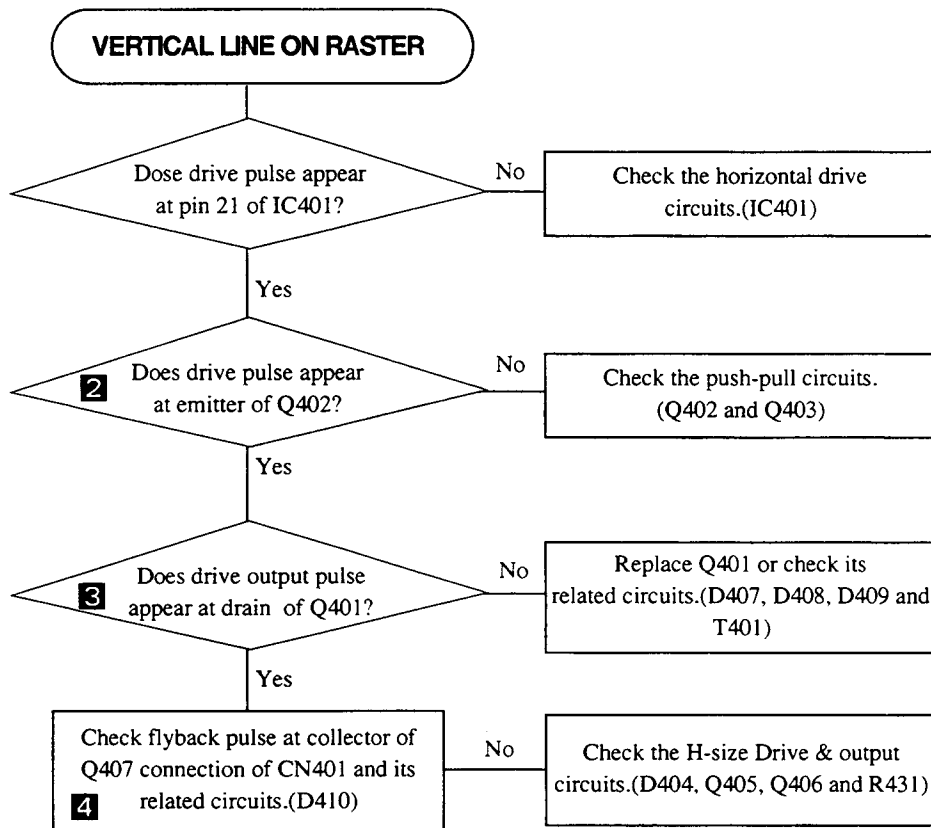 VERTICAL LINE ON RASTER
Dose drive pulse appear
at pin 21 of IC401?
No
Check the horizontal drive
circuits.(IC401)
Yes
2
Does drive pulse appear
at emitter of Q402?
No
Check the push-pull circuits.
(Q402 and Q403)
Yes
3
Does drive output pulse
appear at drain of Q401?
No
Replace Q401 or check its
related circuits.(D407, D408, D409 and
T401)
Yes
Check flyback pulse at collector of
Q407 connection of CN401 and its
related circuits.(D410)
4
No
Check the H-size Drive & output
circuits.(D404, Q405, Q406 and R431)